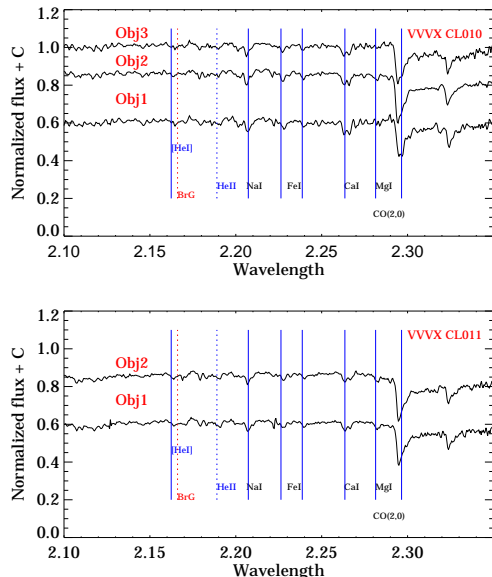 Normalized flux + C
1.2
1.0
0.8
0.6
0.4
0.2
0.0
Obj3
VVVX CL010
Obj2
Obj1
[HeI]
BrG
HeII
NaI
FeI
CaI
MgI
CO(2,0)
2.10
2.15
2.20
2.25
2.30
Wavelength
Normalized flux + C
1.2
1.0
0.8
0.6
0.4
0.2
0.0
VVVX CL011
Obj2
Obj1
[HeI]
BrG
HeII
NaI
FeI
CaI
MgI
CO(2,0)
2.10
2.15
2.20
2.25
2.30
Wavelength